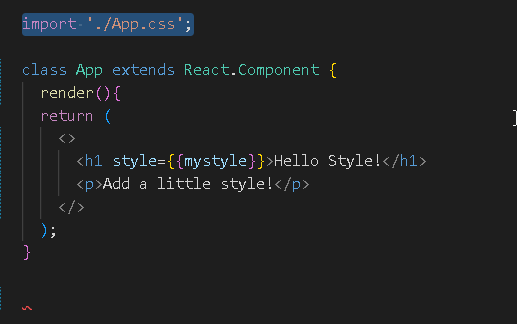 import './App.css';
class App extends React.Component {
render(){
return (
<>
<h1 style={{mystyle}}>Hello Style!</h1>
<p>Add a little style!</p>
</>
);
}